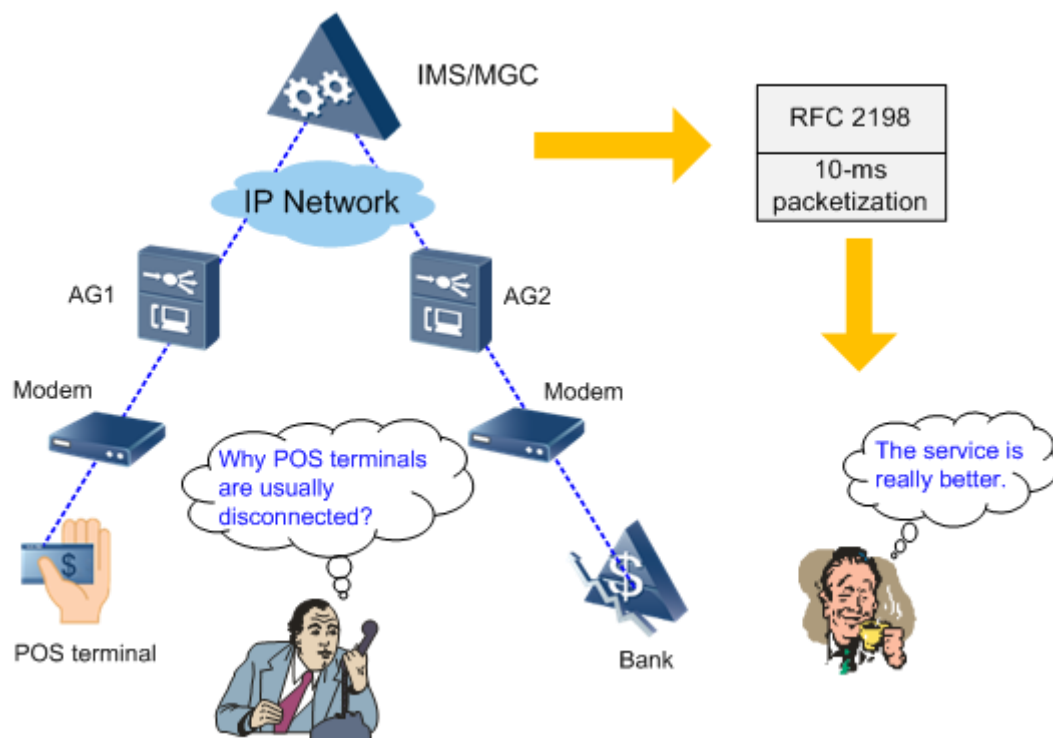 IMS/MGC
RFC 2198
10-ms
packetization
IP Network
AG1
AG2
Modem
Modem
Why POS terminals
are usually
disconnected?
The service is
really better.
$
$
POS terminal
Bank